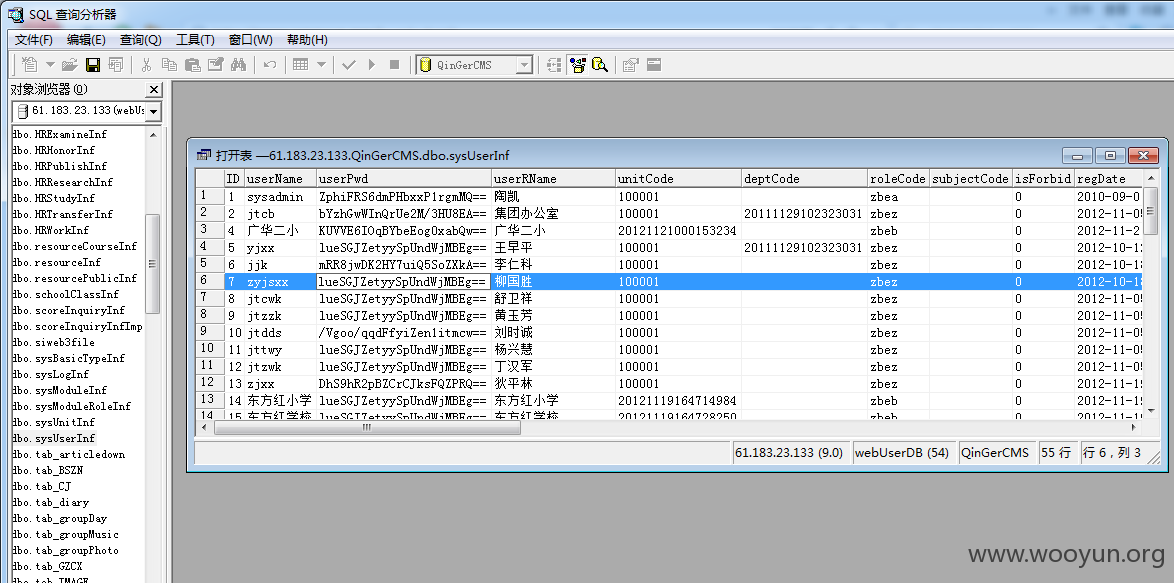 SQL 查询分析器
文件(F) 编辑(E) 查询(Q) 工具(T) 窗口(W) 帮助(H)
QinGerCMS
对象浏览器(O)
61.183.23.133(webUs
dbo.HRExamineInf
dbo.HRHonorInf
dbo.HRPublishInf
dbo.HRResearchInf
dbo.HRStudyInf
dbo.HRTransferInf
dbo.HRWorkInf
dbo.resourceCourseInf
dbo.resourceInf
dbo.resourcePublicInf
dbo.schoolClassInf
dbo.scoreInquiryInf
dbo.scoreInquiryInfImp
dbo.siweb3file
dbo.sysBasicTypeInf
dbo.sysLogInf
dbo.sysModuleInf
dbo.sysModuleRoleInf
dbo.sysUnitInf
dbo.sysUserInf
dbo.tab_articledown
dbo.tab_BSZN
dbo.tab_CJ
dbo.tab_diary
dbo.tab_groupDay
dbo.tab_groupMusic
dbo.tab_groupPhoto
dbo.tab_GZCX
dbo.tab_IMAGE
打开表 —61.183.23.133.QinGerCMS.dbo.sysUserInf
ID userName userPwd userRName unitCode deptCode roleCode subjectCode isForbid regDate
1 1 sysadmin ZphiFRS6dmPHbxxP1rgmMQ== 陶凯 100001 zbea 0 2010-09-0
2 2 jtcb bYzhGwWInQrUe2M/3HU8EA== 集团办公室 100001 20111129102323031 zbez 0 2012-11-05
3 4 广华二小 KUVVE6IOqBYbeEog0xabQw== 广华二小 20121121000153234 zbeb 0 2012-11-2
4 5 yjxx lueSGJZetyySpUndWjMBEg== 王早平 100001 20111129102323031 zbez 0 2012-10-12
5 6 jjk mRR8jwDK2HY7uiQ5SoZXkA== 李仁科 100001 zbez 0 2012-10-18
6 7 zyjsxx lueSGJZetyySpUndWjMBEg== 柳国胜 100001 zbez 0 2012-10-18
7 8 jtcwk lueSGJZetyySpUndWjMBEg== 舒卫祥 100001 zbez 0 2012-11-05
8 9 jtzzk lueSGJZetyySpUndWjMBEg== 黄玉芳 100001 zbez 0 2012-11-05
9 10 jtdds /Vgoo/qqdFfyiZen1itmcw== 刘时诚 100001 zbez 0 2012-11-05
10 11 jttwy lueSGJZetyySpUndWjMBEg== 杨兴慧 100001 zbez 0 2012-11-05
11 12 jtzwk lueSGJZetyySpUndWjMBEg== 丁汉军 100001 zbez 0 2012-11-05
12 13 zjxx DhS9hR2pBZCrCJksFQZPRQ== 狄平林 100001 zbez 0 2012-11-19
13 14 东方红小学 lueSGJZetyySpUndWjMBEg== 东方红小学 20121119164714984 zbeb 0 2012-11-19
14 15 东方红学校 lueSGJZetyySpUndWjMBEg== 东方红学校 20121119164728250 zbeb 0 2012-11-19
61.183.23.133 (9.0) webUserDB (54) QinGerCMS 55 行 行 6，列 3
www.wooyun.org